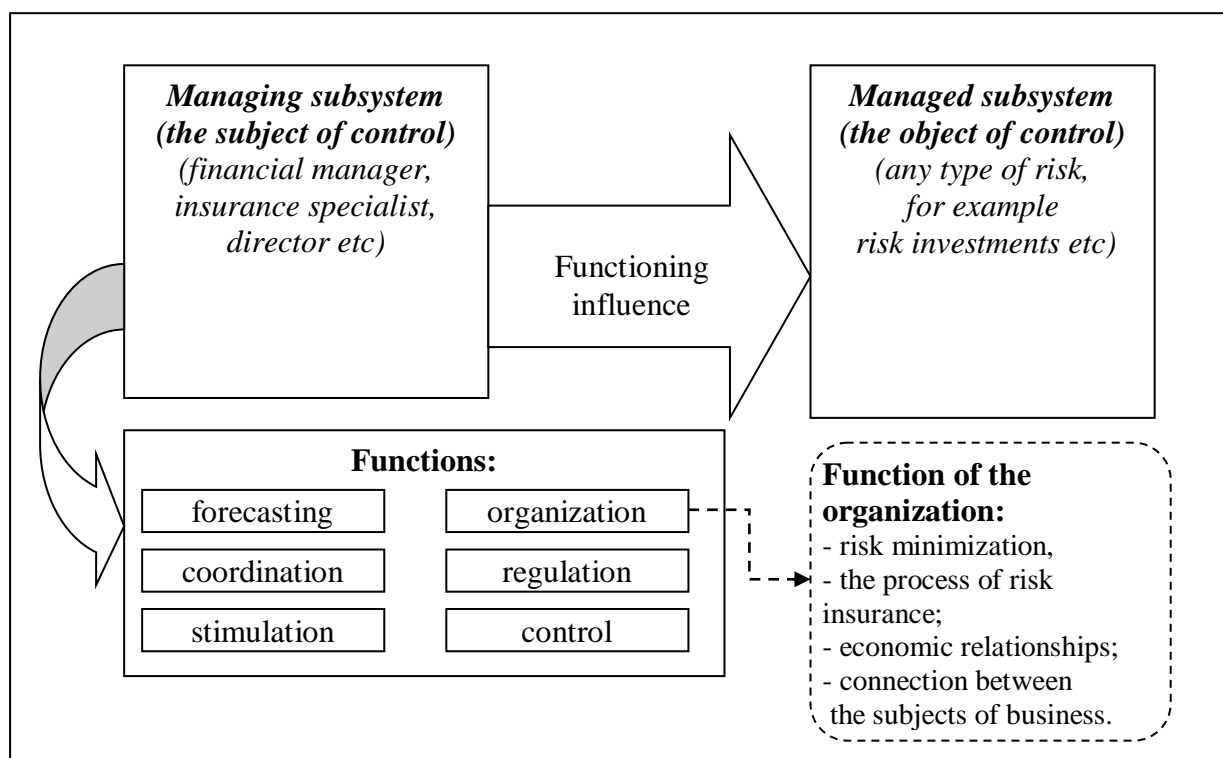 Managing subsystem
(the subject of control)
(financial manager,
insurance specialist,
director etc)
Managed subsystem
(the object of control)
(any type of risk,
for example
risk investments etc)
Functioning
influence
Functions:
forecasting
organization
coordination
regulation
stimulation
control
Function of the
organization:
- risk minimization,
- the process of risk
insurance;
- economic relationships;
- connection between
the subjects of business.